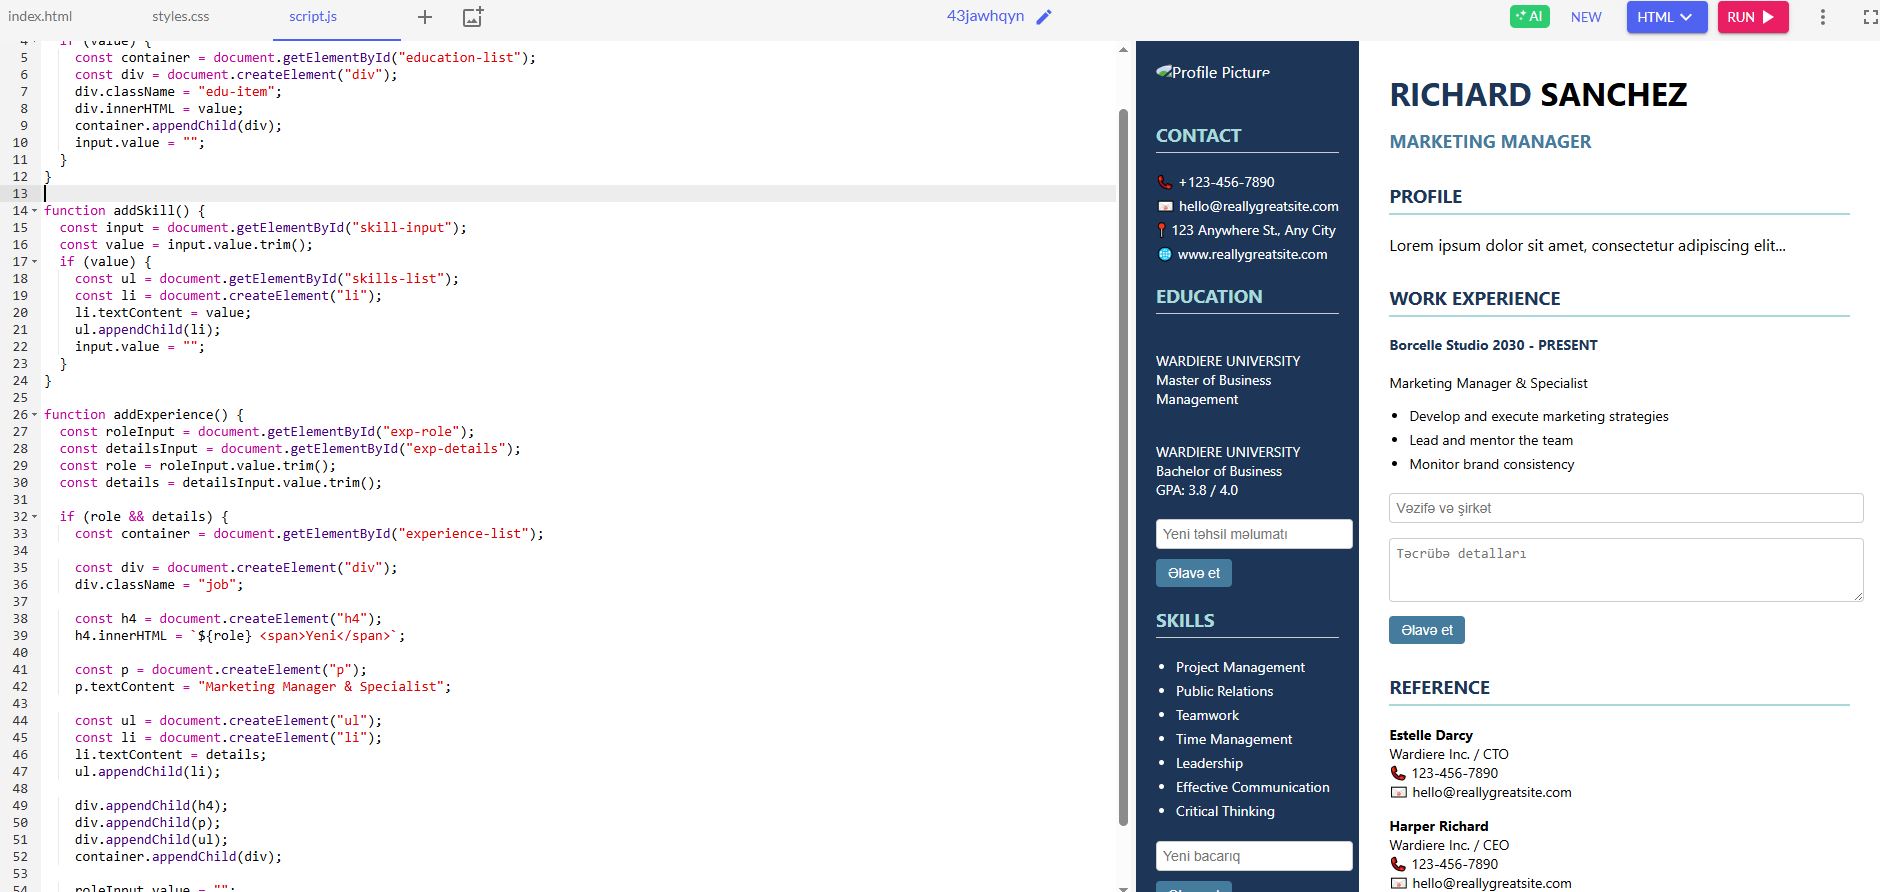 index.html styles.css script.js 43jawhqyn AI NEW HTML RUN
4 if (value) {
5 const container = document.getElementById("education-list");
6 const div = document.createElement("div");
7 div.className = "edu-item";
8 div.innerHTML = value;
9 container.appendChild(div);
10 input.value = "";
11 }
12 }
13
14 function addSkill() {
15 const input = document.getElementById("skill-input");
16 const value = input.value.trim();
17 if (value) {
18 const ul = document.getElementById("skills-list");
19 const li = document.createElement("li");
20 li.textContent = value;
21 ul.appendChild(li);
22 input.value = "";
23 }
24 }
25
26 function addExperience() {
27 const roleInput = document.getElementById("exp-role");
28 const detailsInput = document.getElementById("exp-details");
29 const role = roleInput.value.trim();
30 const details = detailsInput.value.trim();
31
32 if (role && details) {
33 const container = document.getElementById("experience-list");
34
35 const div = document.createElement("div");
36 div.className = "job";
37
38 const h4 = document.createElement("h4");
39 h4.innerHTML = `${role} <span>Yeni</span>`;
40
41 const p = document.createElement("p");
42 p.textContent = "Marketing Manager & Specialist";
43
44 const ul = document.createElement("ul");
45 const li = document.createElement("li");
46 li.textContent = details;
47 ul.appendChild(li);
48
49 div.appendChild(h4);
50 div.appendChild(p);
51 div.appendChild(ul);
52 container.appendChild(div);
53
54 roleInput.value = "";
Profile Picture
CONTACT
+123-456-7890
hello@reallygreatsite.com
123 Anywhere St., Any City
www.reallygreatsite.com
EDUCATION
WARDIERE UNIVERSITY
Master of Business
Management
WARDIERE UNIVERSITY
Bachelor of Business
GPA: 3.8 / 4.0
Yeni təhsil məlumatı
Əlavə et
SKILLS
Project Management
Public Relations
Teamwork
Time Management
Leadership
Effective Communication
Critical Thinking
Yeni bacarıq
Əlavə et
RICHARD SANCHEZ
MARKETING MANAGER
PROFILE
Lorem ipsum dolor sit amet, consectetur adipiscing elit...
WORK EXPERIENCE
Borcelle Studio 2030 - PRESENT
Marketing Manager & Specialist
Develop and execute marketing strategies
Lead and mentor the team
Monitor brand consistency
Vəzifə və şirkət
Təcrübə detalları
Əlavə et
REFERENCE
Estelle Darcy
Wardiere Inc. / CTO
123-456-7890
hello@reallygreatsite.com
Harper Richard
Wardiere Inc. / CEO
123-456-7890
hello@reallygreatsite.com